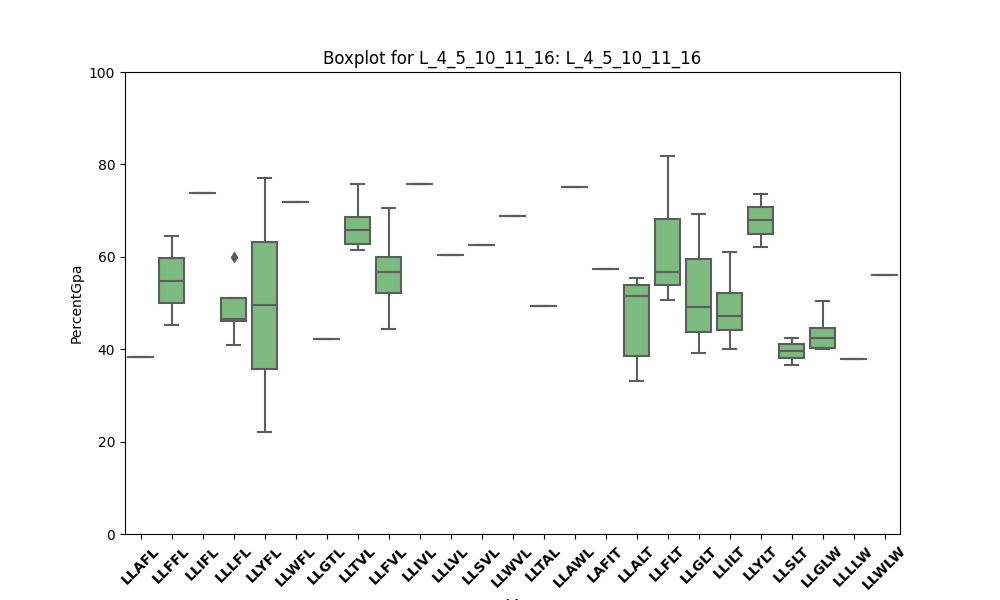 Boxplot for L_4_5_10_11_16: L_4_5_10_11_16
100
80
60
40
20
0
PercentGpa
LLAFL LLFFL LLIFL LLLFL LLYFL LLWFL LLGTL LLTVL LLFVL LLIVL LLLVL LLSVL LLWVL LLTAL LLAWL LAFIT LLALT LLFLT LLGLT LLILT LLYLT LLSLT LLGLW LLLLW LLWLW